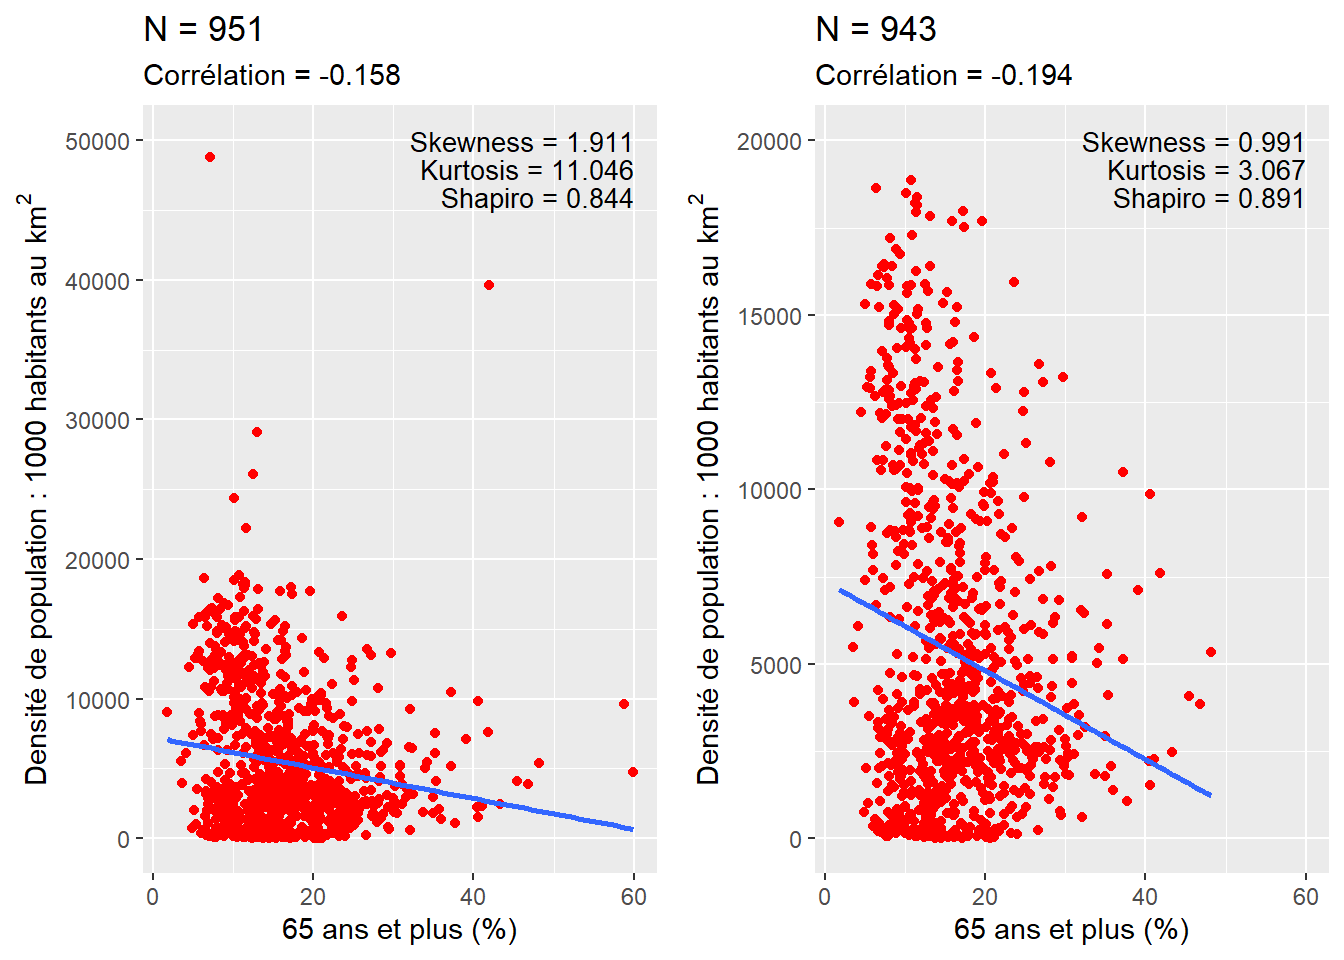 N = 951
Corrélation = -0.158
Skewness = 1.911
Kurtosis = 11.046
Shapiro = 0.844
50000
40000
30000
20000
10000
0
Densité de population : 1000 habitants au km²
0
20
40
60
65 ans et plus (%)
N = 943
Corrélation = -0.194
Skewness = 0.991
Kurtosis = 3.067
Shapiro = 0.891
20000
15000
10000
5000
0
Densité de population : 1000 habitants au km²
0
20
40
60
65 ans et plus (%)